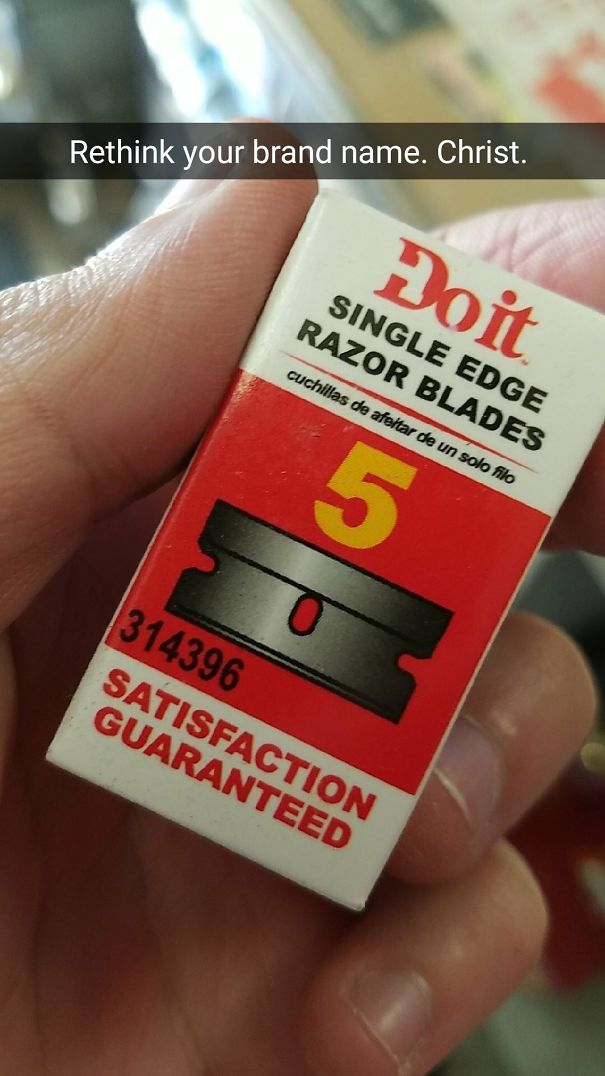 Rethink your brand name. Christ.
Do it
SINGLE EDGE
RAZOR BLADES
cuchillas de afeitar de un solo filo
5
314396
SATISFACTION
GUARANTEED